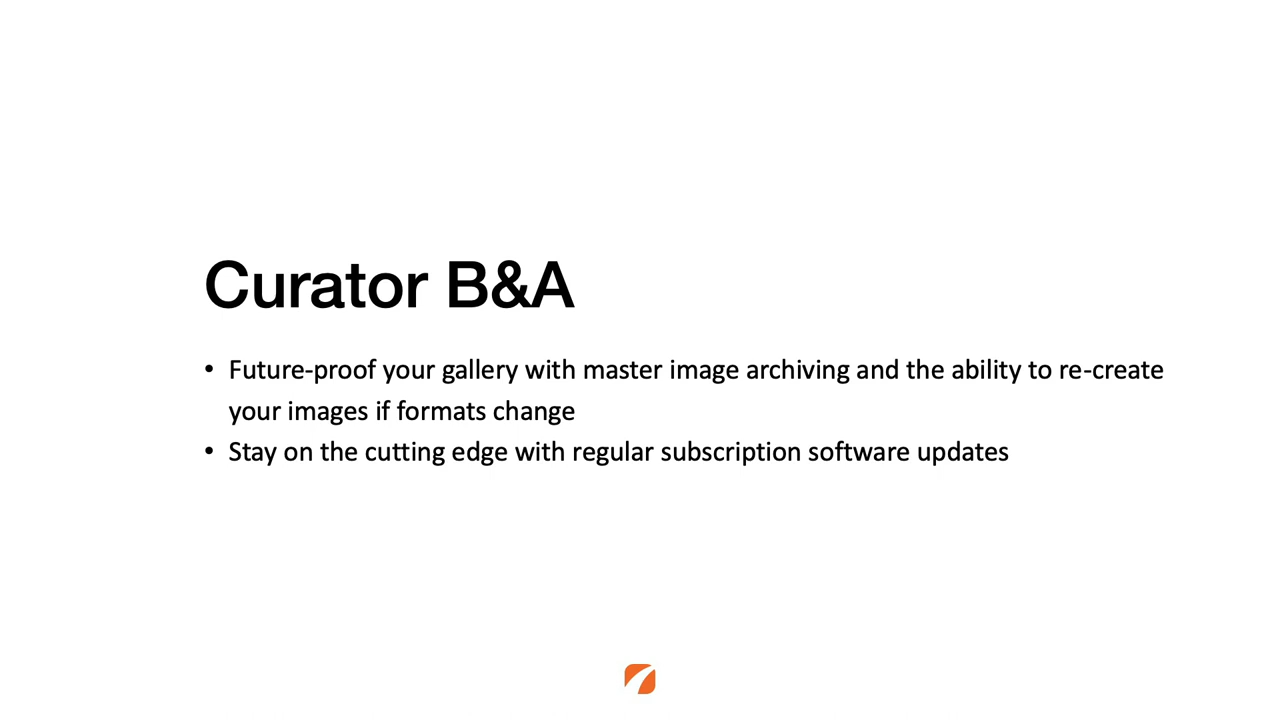 Curator B&A
• Future-proof your gallery with master image archiving and the ability to re-create
your images if formats change
• Stay on the cutting edge with regular subscription software updates